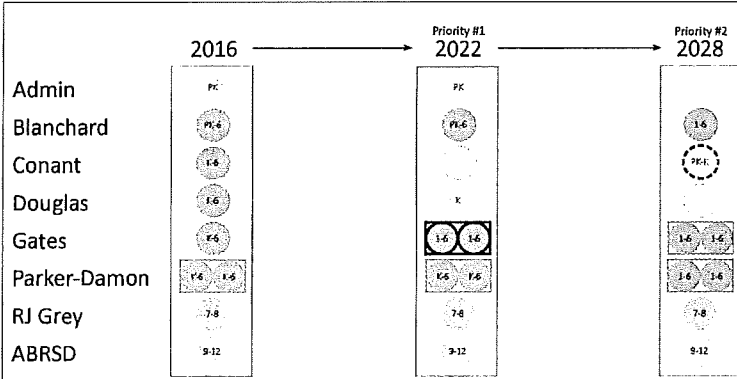 Priority #1 Priority #2
2016 2022 2028
Admin PK PK
Blanchard PK-6 PK-6 1-6
Conant K-6 PK-K
Douglas K-6 K
Gates K-6 1-6 1-6 1-6 1-6
Parker-Damon K-6 K-6 K-6 K-6 1-6 1-6
RJ Grey 7-8 7-8 7-8
ABRSD 9-12 9-12 9-12